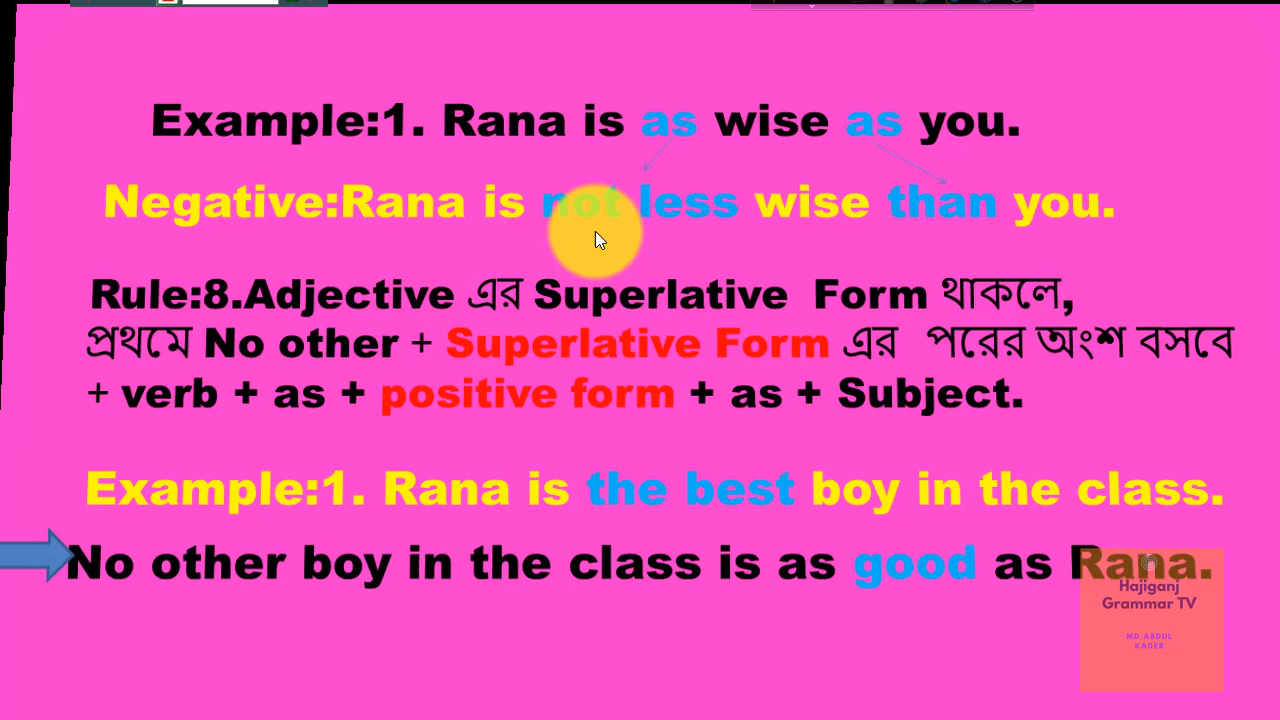 Example:1. Rana is as wise as you.
Negative:Rana is not less wise than you.
Rule:8.Adjective এর Superlative Form থাকলে,
প্রথমে No other + Superlative Form এর পরের অংশ বসবে
+ verb + as + positive form + as + Subject.
Example:1. Rana is the best boy in the class.
No other boy in the class is as good as Rana.
Hajiganj
Grammar TV
MD.ABDUL
KADER